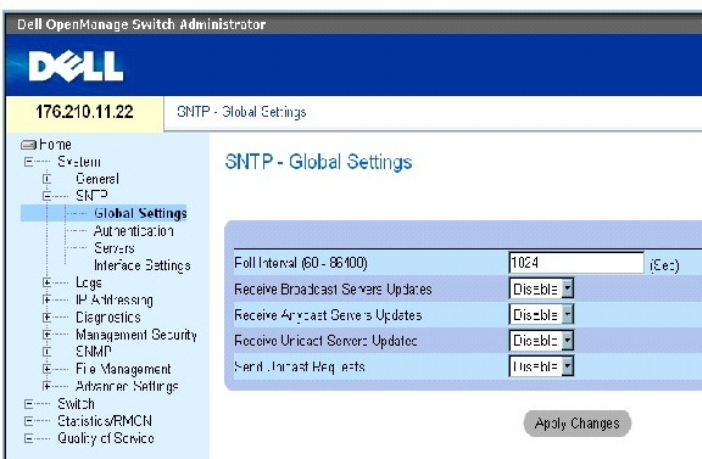 Dell OpenManage Switch Administrator
DELL
176.210.11.22
SNTP - Global Settings
Home
System
General
SNTP
Global Settings
Authentication
Servers
Interface Settings
Logs
IP Addressing
Diagnostics
Management Security
SNMP
File Management
Advanced Settings
Switch
Statistics/RMON
Quality of Service
SNTP - Global Settings
Poll Interval (60 - 86400) 1024 (Sec)
Receive Broadcast Servers Updates Disable
Receive Anycast Servers Updates Disable
Receive Unicast Servers Updates Disable
Send Unicast Requests Disable
Apply Changes